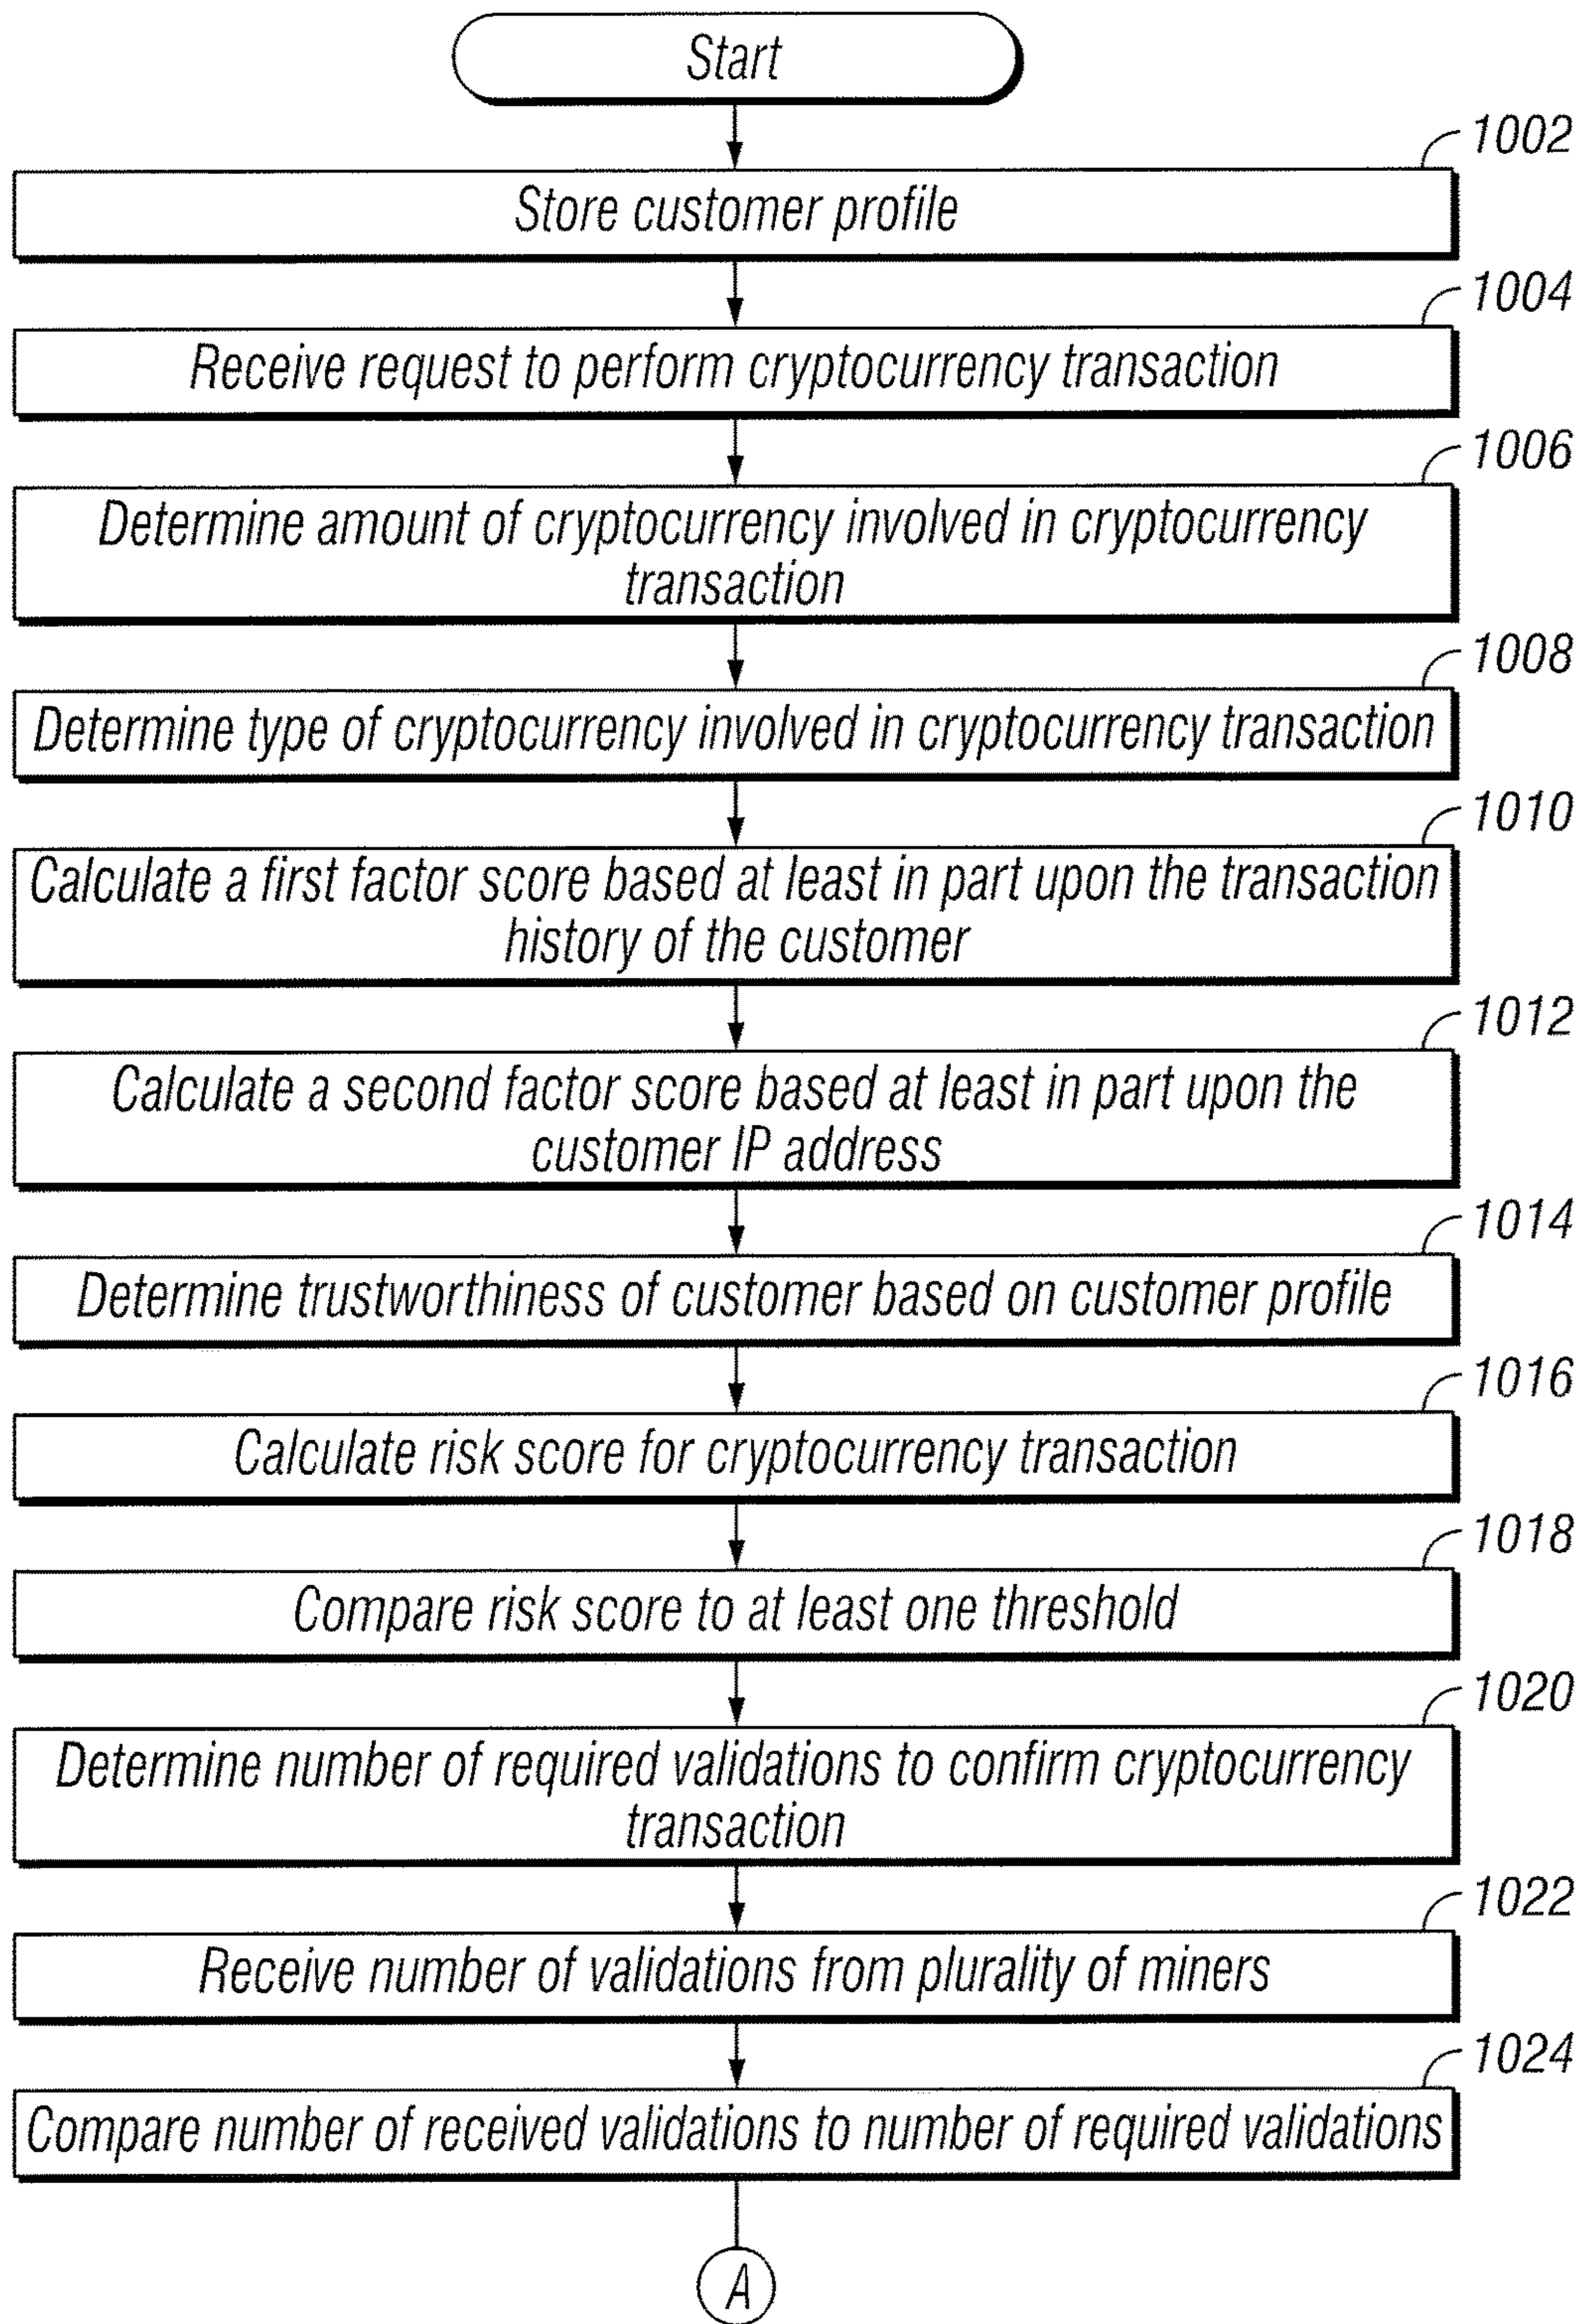 Start
1002
Store customer profile
1004
Receive request to perform cryptocurrency transaction
1006
Determine amount of cryptocurrency involved in cryptocurrency
transaction
1008
Determine type of cryptocurrency involved in cryptocurrency transaction
1010
Calculate a first factor score based at least in part upon the transaction
history of the customer
1012
Calculate a second factor score based at least in part upon the
customer IP address
1014
Determine trustworthiness of customer based on customer profile
1016
Calculate risk score for cryptocurrency transaction
1018
Compare risk score to at least one threshold
1020
Determine number of required validations to confirm cryptocurrency
transaction
1022
Receive number of validations from plurality of miners
1024
Compare number of received validations to number of required validations
A